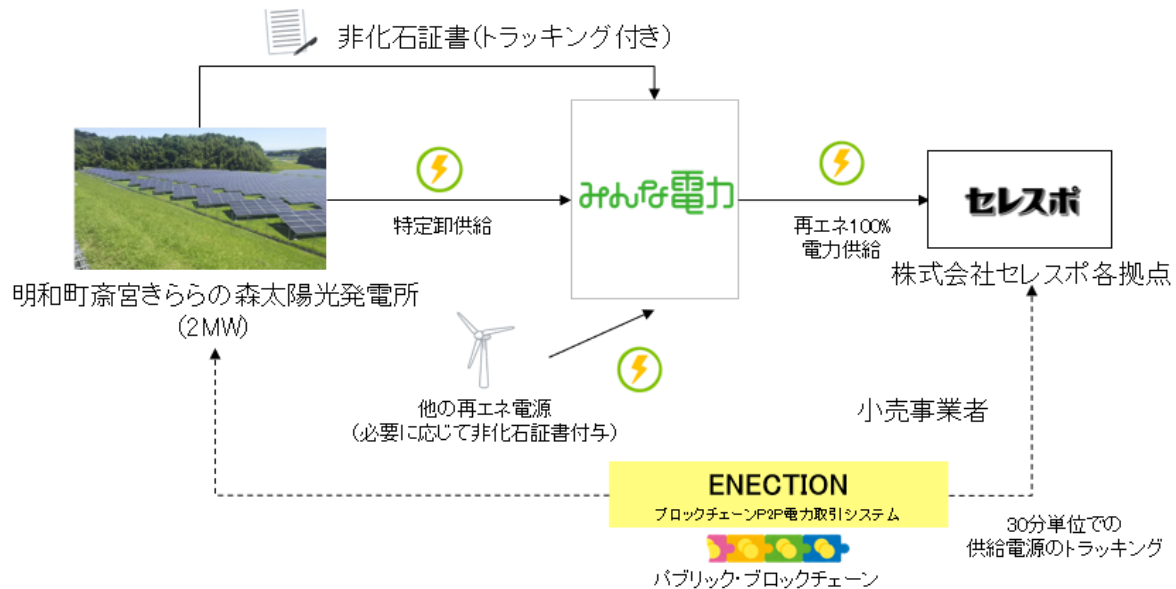 非化石証書(トラッキング付き)
みんな電力
特定卸供給
再エネ100%
電力供給
セレスポ
株式会社セレスポ各拠点
明和町斎宮きららの森太陽光発電所
(2MW)
他の再エネ電源
(必要に応じて非化石証書付与)
小売事業者
ENECTION
ブロックチェーンP2P電力取引システム
パブリック・ブロックチェーン
30分単位での
供給電源のトラッキング